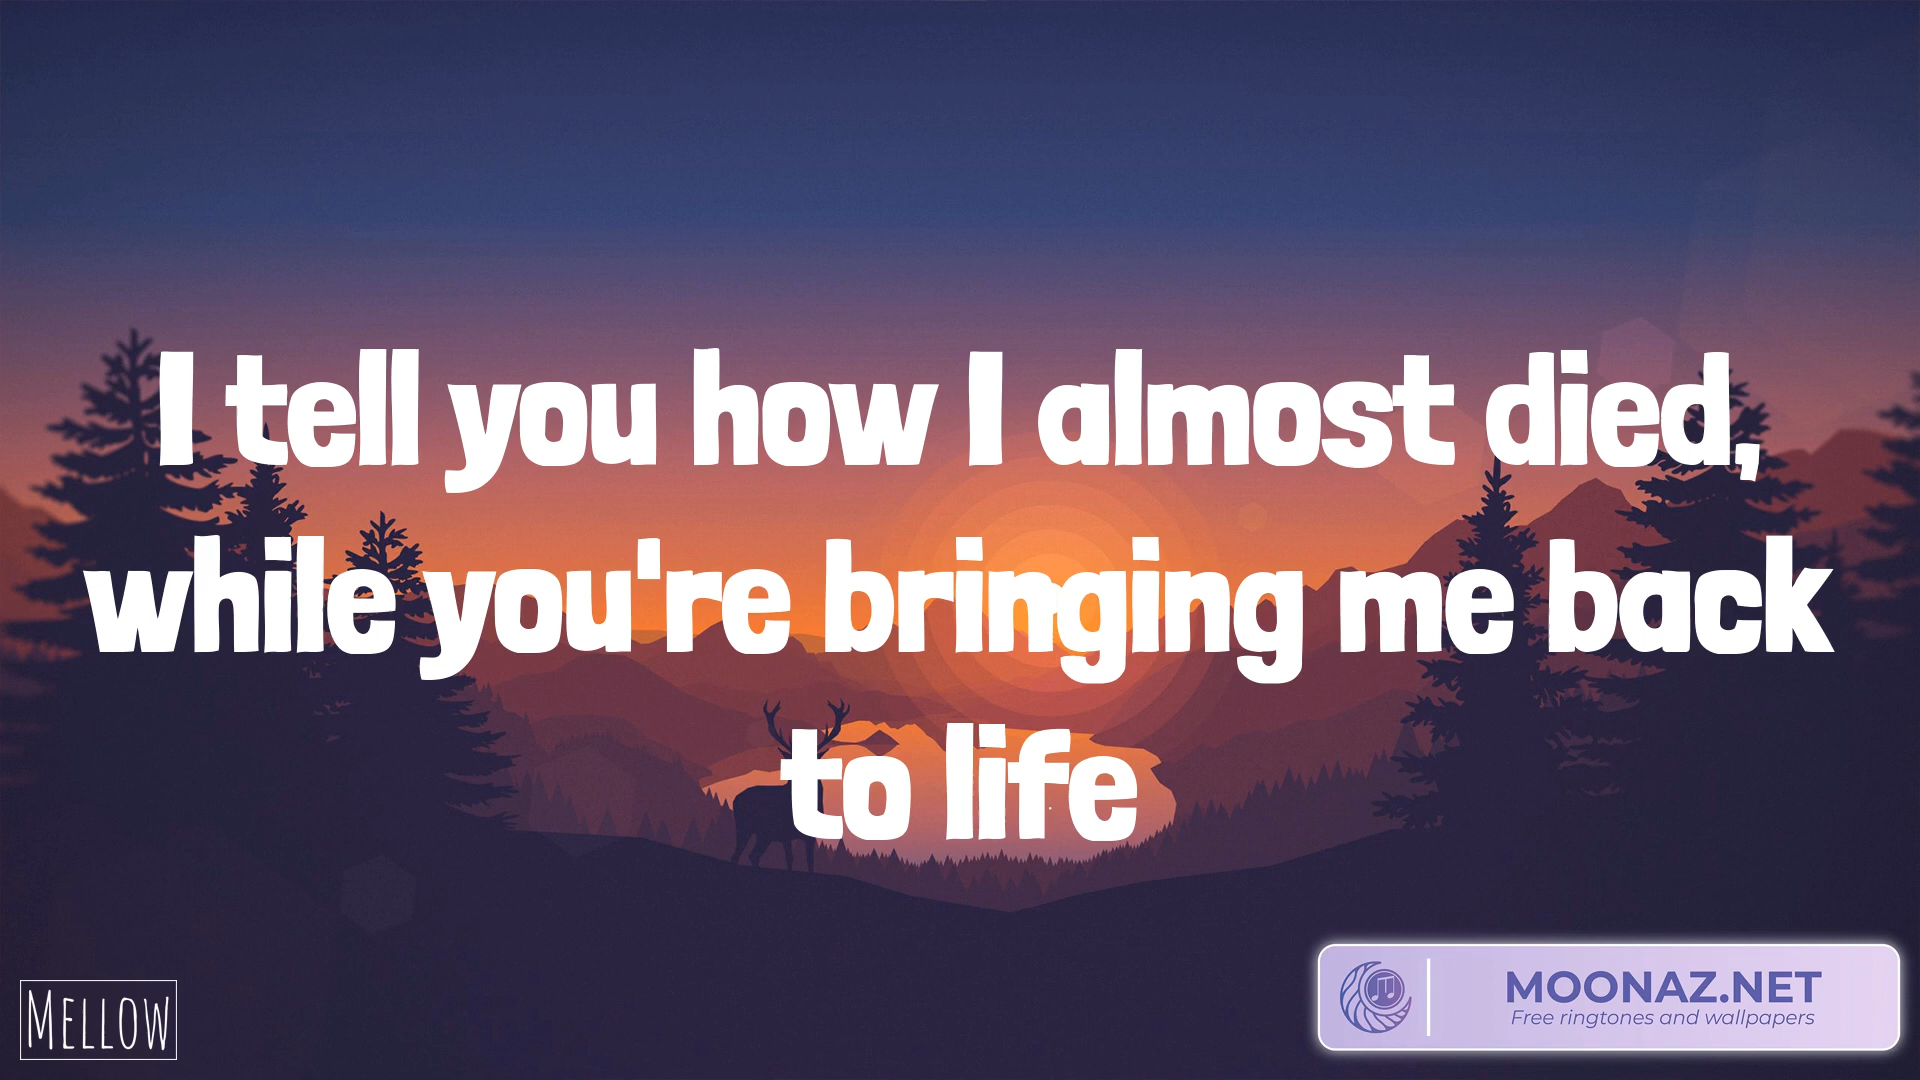 I tell you how I almost died,
while you're bringing me back
to life
MELLOW
MOONAZ.NET
Free ringtones and wallpapers